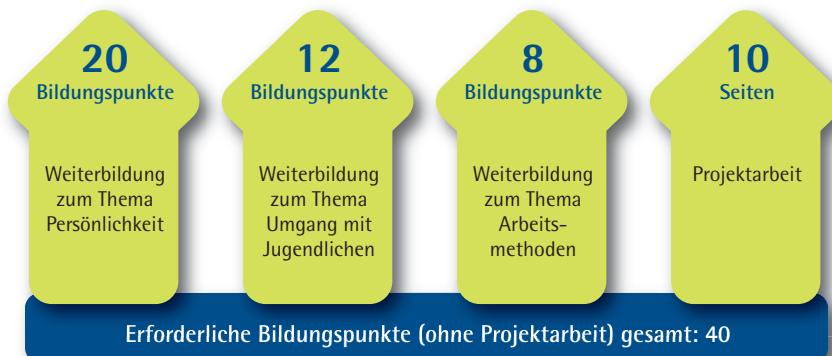 20
Bildungspunkte
Weiterbildung
zum Thema
Persönlichkeit
12
Bildungspunkte
Weiterbildung
zum Thema
Umgang mit
Jugendlichen
8
Bildungspunkte
Weiterbildung
zum Thema
Arbeits-
methoden
10
Seiten
Projektarbeit
Erforderliche Bildungspunkte (ohne Projektarbeit) gesamt: 40